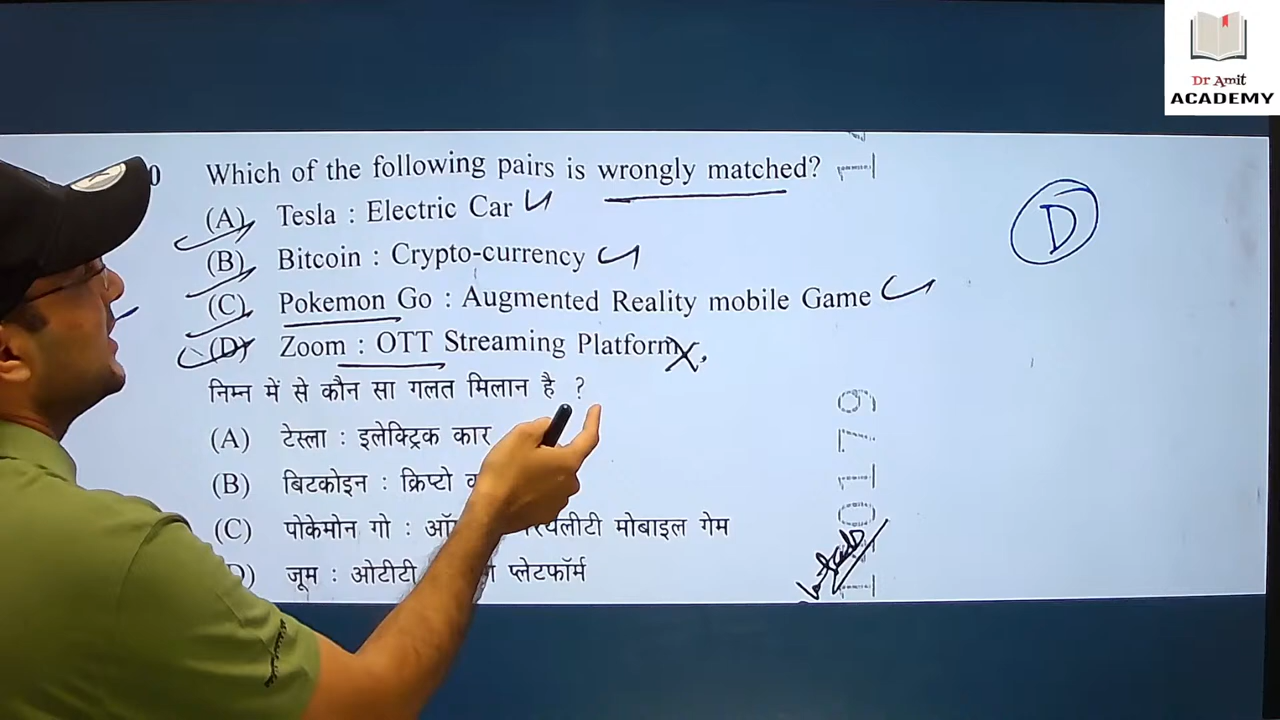 Dr Amit
ACADEMY
0 Which of the following pairs is wrongly matched?
(A) Tesla : Electric Car
(B) Bitcoin : Crypto-currency
(C) Pokemon Go : Augmented Reality mobile Game
(D) Zoom : OTT Streaming Platform
D
निम्न में से कौन सा गलत मिलान है ?
(A) टेस्ला : इलेक्ट्रिक कार
(B) बिटकोइन : क्रिप्टो
(C) पोकेमोन गो : मोबाइल गेम
D) जूम : ओटीटी प्लेटफॉर्म